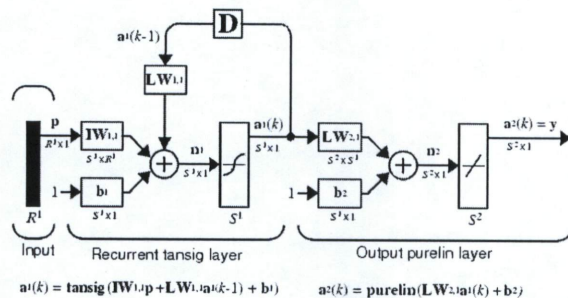 D
a¹(k-1)
LW¹,¹
p
R¹x1
IW¹,¹
S¹xR¹
n¹
S¹x1
a¹(k)
S¹x1
LW²,¹
S²xS¹
n²
S²x1
a²(k) = y
S²x1
1
b¹
S¹x1
1
b²
S²x1
R¹
S¹
S²
Input
Recurrent tansig layer
Output purelin layer
a¹(k) = tansig(IW¹,¹p+LW¹,¹a¹(k-1) + b¹)
a²(k) = purelin(LW²,¹a¹(k) + b²)